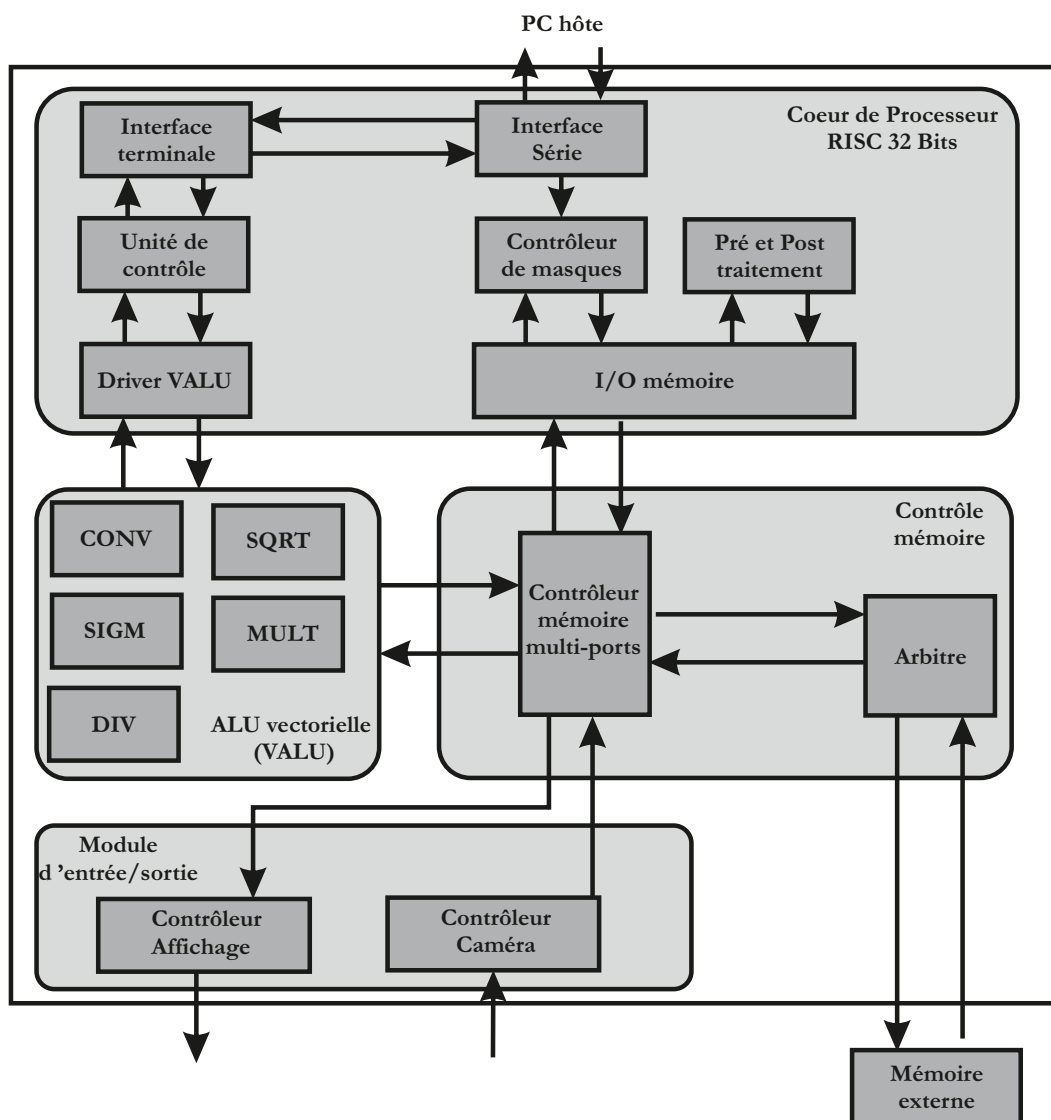 PC hôte
Interface
terminale
Interface
Série
Coeur de Processeur
RISC 32 Bits
Unité de
contrôle
Contrôleur
de masques
Pré et Post
traitement
Driver VALU
I/O mémoire
CONV
SQRT
SIGM
MULT
DIV
ALU vectorielle
(VALU)
Contrôle
mémoire
Contrôleur
mémoire
multi-ports
Arbitre
Module
d ’entrée/sortie
Contrôleur
Affichage
Contrôleur
Caméra
Mémoire
externe